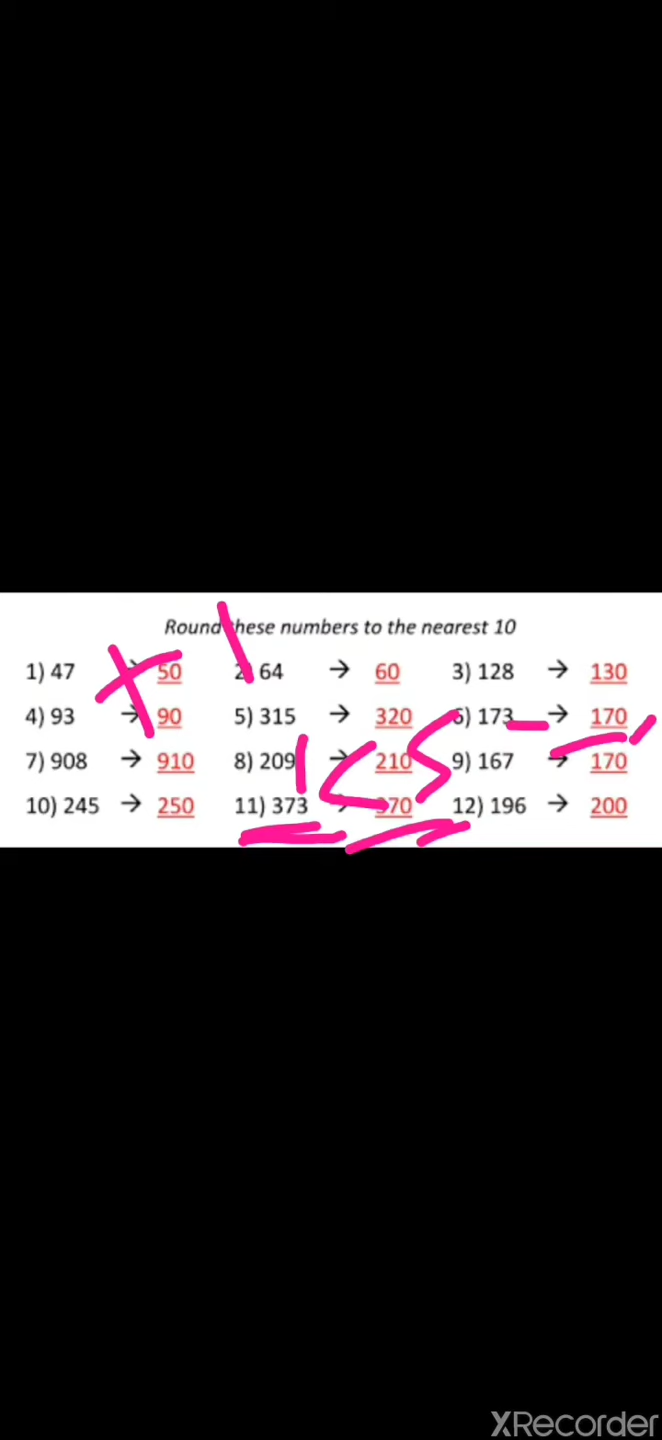 Round these numbers to the nearest 10
1) 47 → 50 2) 64 → 60 3) 128 → 130
4) 93 → 90 5) 315 → 320 6) 173 → 170
7) 908 → 910 8) 209 → 210 9) 167 → 170
10) 245 → 250 11) 373 → 370 12) 196 → 200
XRecorder